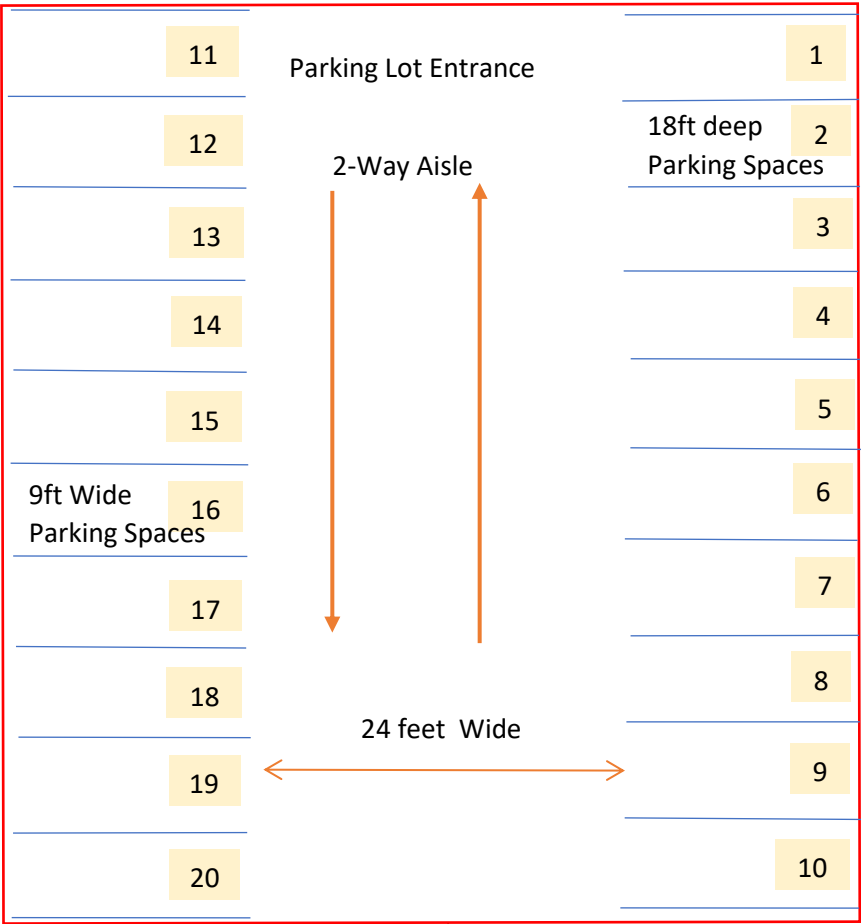 11
Parking Lot Entrance
1
12
2-Way Aisle
18ft deep
Parking Spaces
2
13
3
14
4
15
5
9ft Wide
Parking Spaces
16
6
17
7
18
8
24 feet Wide
19
9
20
10